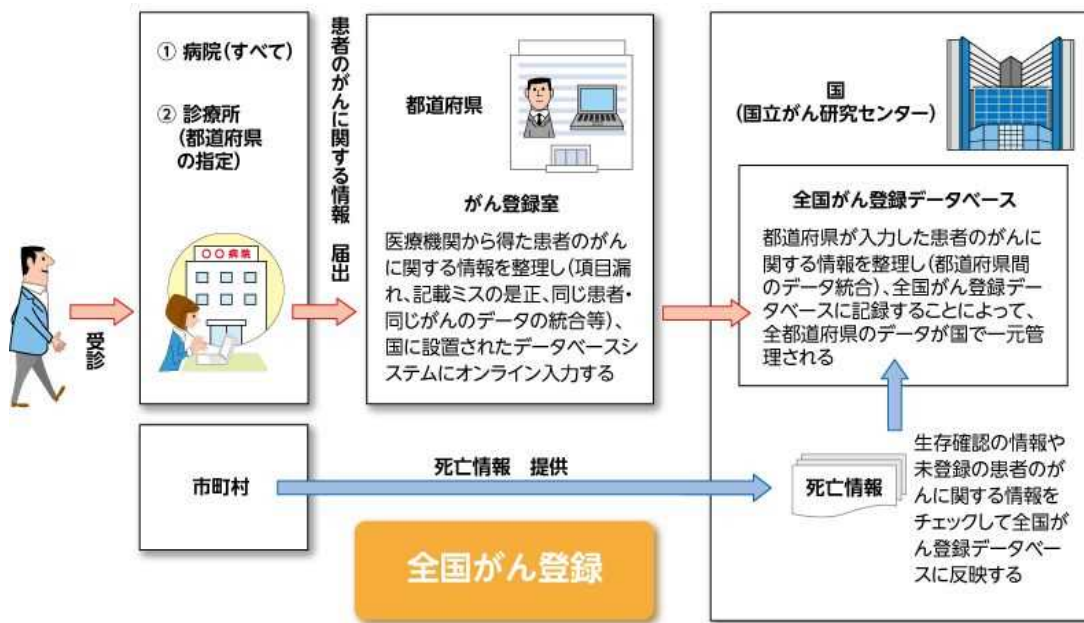 ① 病院(すべて)
② 診療所
(都道府県
の指定)
〇〇病院
受診
患者のがんに関する情報 届出
都道府県
がん登録室
医療機関から得た患者のがん
に関する情報を整理し(項目漏
れ、記載ミスの是正、同じ患者・
同じがんのデータの統合等)、
国に設置されたデータベースシ
ステムにオンライン入力する
国
(国立がん研究センター)
全国がん登録データベース
都道府県が入力した患者のがんに
関する情報を整理し(都道府県間
のデータ統合)、全国がん登録デー
タベースに記録することによって、
全都道府県のデータが国で一元管
理される
市町村
死亡情報 提供
死亡情報
生存確認の情報や
未登録の患者のが
んに関する情報を
チェックして全国が
ん登録データベー
スに反映する
全国がん登録